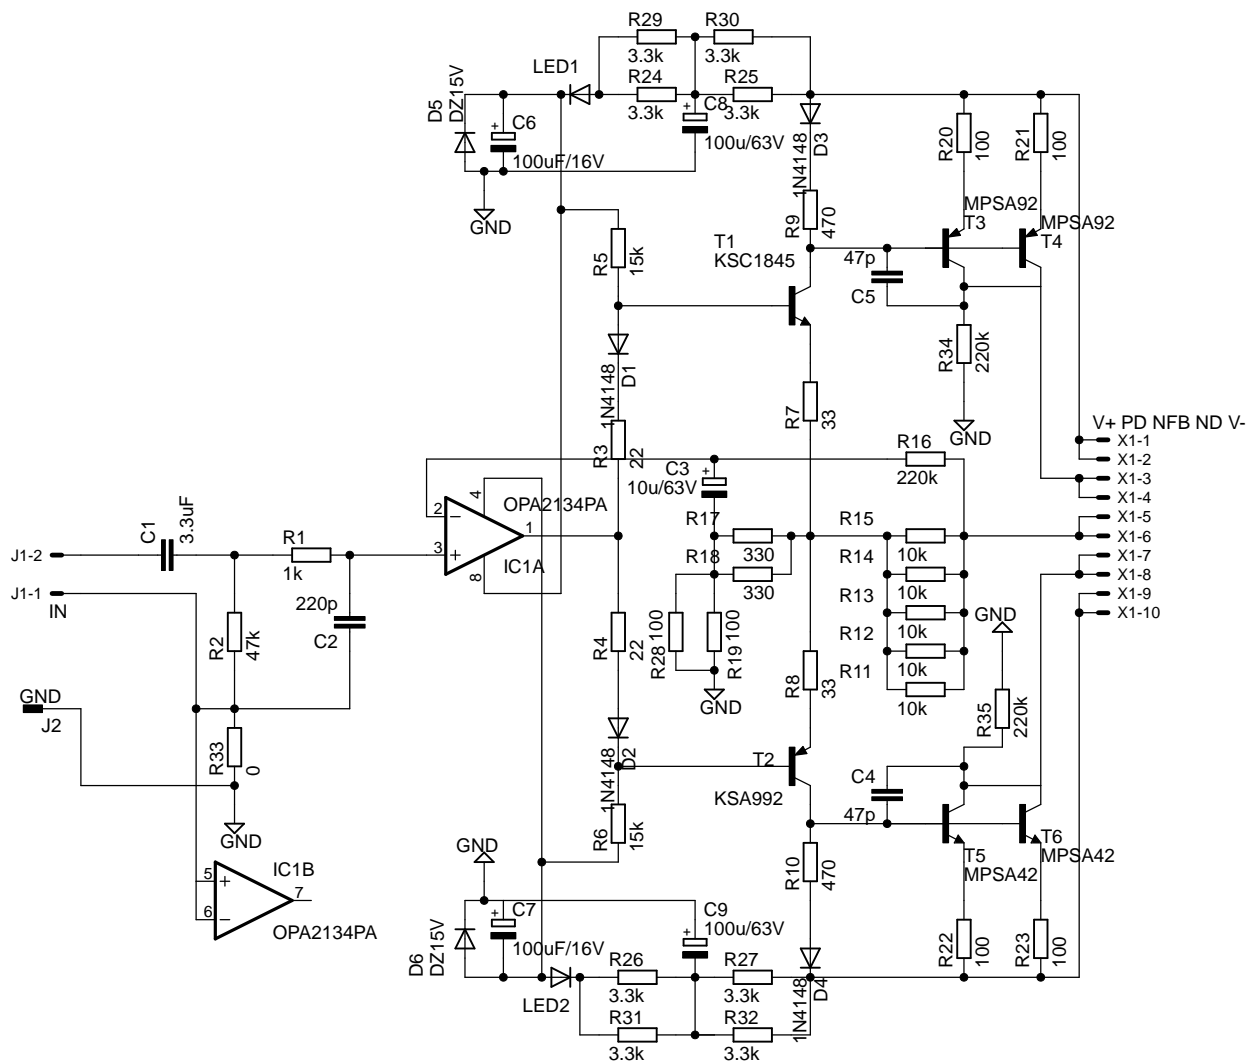 R29
3.3k
R30
3.3k
LED1
R24
3.3k
R25
3.3k
D5
DZ15V
C6
+
100uF/16V
C8
+
100u/63V
GND
1N4148
D3
R20
100
R21
100
R9
470
MPSA92
T3
MPSA92
T4
T1
KSC1845
47p
C5
R5
15k
1N4148
D1
R34
220k
GND
R7
33
R3
22
V+ PD NFB ND V-
X1-1
X1-2
X1-3
X1-4
X1-5
X1-6
X1-7
X1-8
X1-9
X1-10
R16
220k
C3
+
10u/63V
4
OPA2134PA
2
3
1
8
−
+
IC1A
C1
3.3uF
R1
1k
J1-2
J1-1
IN
220p
C2
R2
47k
R17
330
R18
330
R15
10k
R14
10k
R13
10k
R12
10k
R11
10k
R28
100
R19
100
GND
R4
22
R8
33
GND
R35
220k
GND
J2
R33
0
GND
1N4148
D2
T2
KSA992
C4
47p
R6
15k
T5
MPSA42
T6
MPSA42
R10
470
IC1B
5
6
7
+
−
OPA2134PA
GND
D6
DZ15V
C7
+
100uF/16V
C9
+
100u/63V
R22
100
R23
100
LED2
R26
3.3k
R27
3.3k
1N4148
D4
R31
3.3k
R32
3.3k